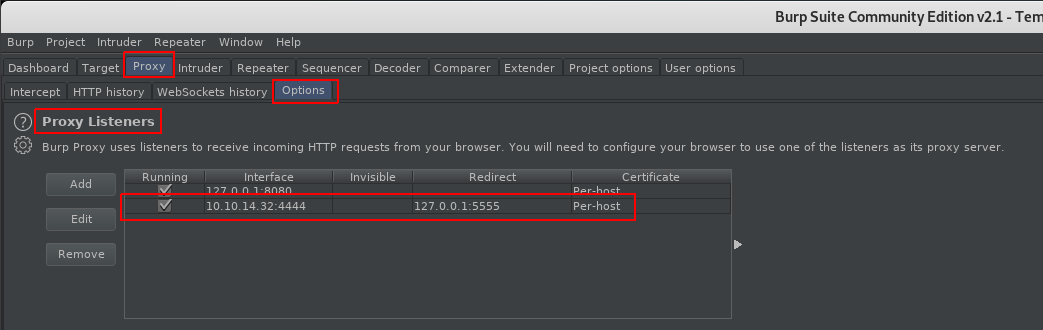 Burp Suite Community Edition v2.1 - Tem
Burp Project Intruder Repeater Window Help
Dashboard Target Proxy Intruder Repeater Sequencer Decoder Comparer Extender Project options User options
Intercept HTTP history WebSockets history Options
? Proxy Listeners
Burp Proxy uses listeners to receive incoming HTTP requests from your browser. You will need to configure your browser to use one of the listeners as its proxy server.
Add
Edit
Remove
Running Interface Invisible Redirect Certificate
127.0.0.1:8080 Per-host
10.10.14.32:4444 127.0.0.1:5555 Per-host